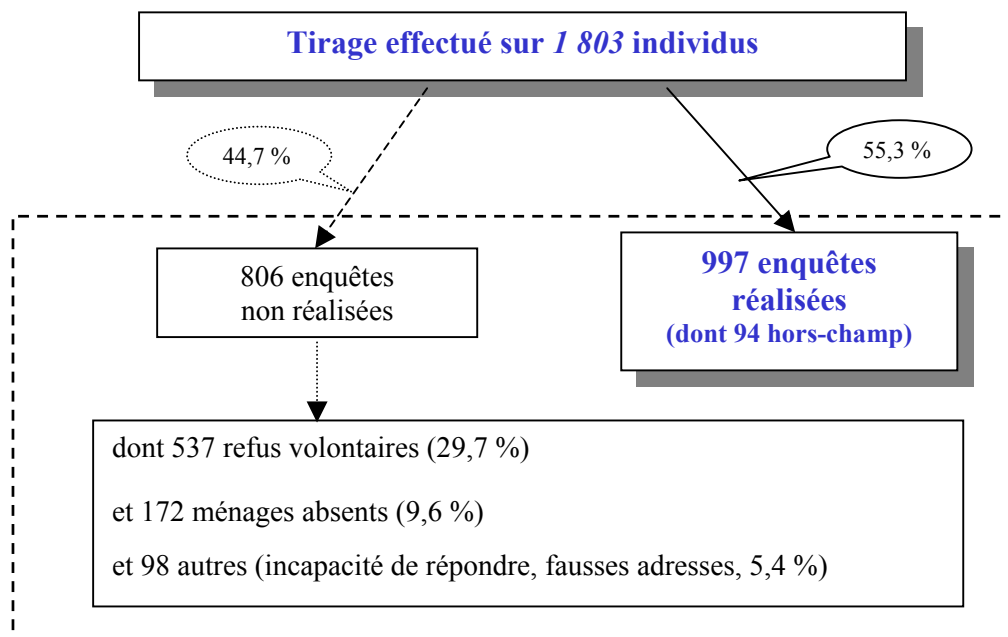 Tirage effectué sur 1 803 individus
44,7 %
55,3 %
806 enquêtes
non réalisées
997 enquêtes
réalisées
(dont 94 hors-champ)
dont 537 refus volontaires (29,7 %)
et 172 ménages absents (9,6 %)
et 98 autres (incapacité de répondre, fausses adresses, 5,4 %)